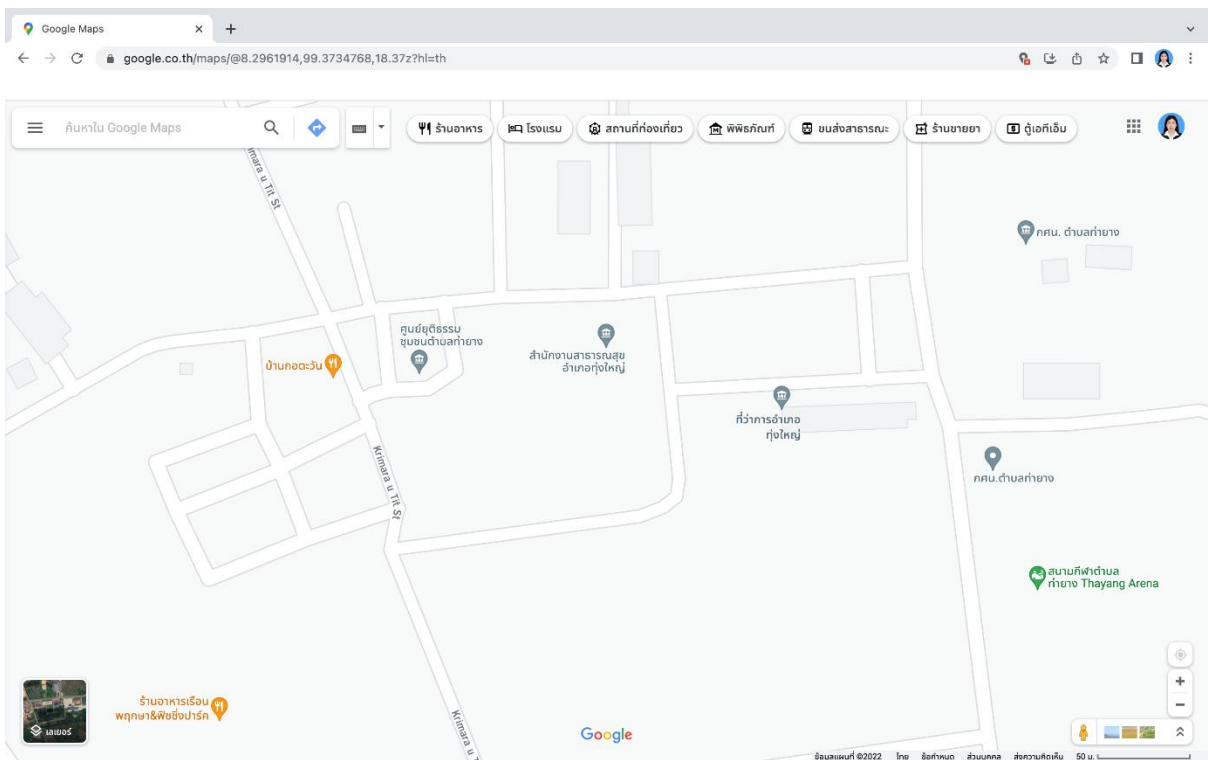 Google Maps
google.co.th/maps/@8.2961914,99.3734768,18.37z?hl=th
ค้นหาใน Google Maps
ร้านอาหาร
โรงแรม
สถานที่ท่องเที่ยว
พิพิธภัณฑ์
ขนส่งสาธารณะ
ร้านขายยา
ตู้เอทีเอ็ม
Krimara u Tit St
กศน. ตำบลท่ายาง
ศูนย์ยุติธรรม
ชุมชนตำบลท่ายาง
สำนักงานสาธารณสุข
อำเภอทุ่งใหญ่
บ้านกอตะวัน
ที่ว่าการอำเภอ
ทุ่งใหญ่
Krimara u Tit St
กศน.ตำบลท่ายาง
สนามกีฬาตำบล
ท่ายาง Thayang Arena
ร้านอาหารเรือน
พฤกษา&ฟิชชิ่งปาร์ค
Krimara u T
เลเยอร์
Google
ข้อมูลแผนที่ ©2022 ไทย ข้อกำหนด ส่วนบุคคล ส่งความคิดเห็น 50 ม.